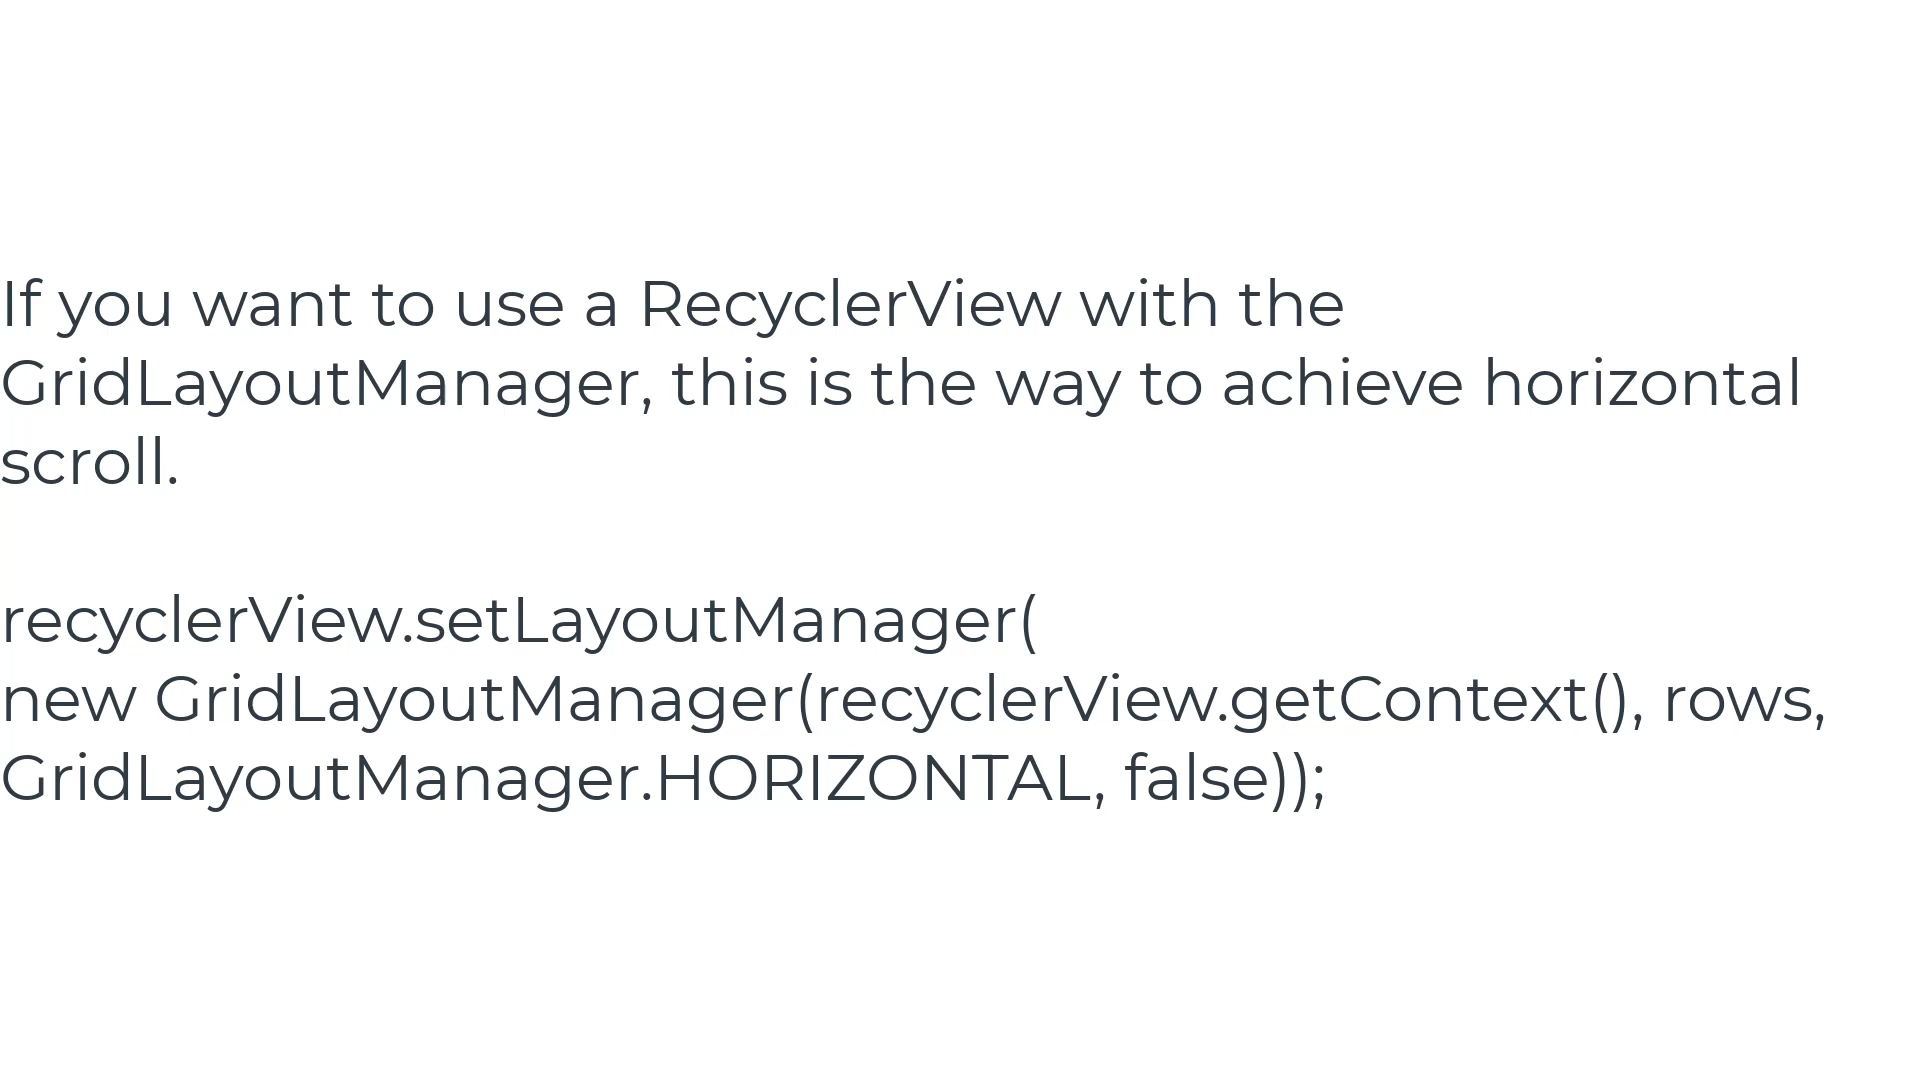 If you want to use a RecyclerView with the
GridLayoutManager, this is the way to achieve horizontal
scroll.
recyclerView.setLayoutManager(
new GridLayoutManager(recyclerView.getContext(), rows,
GridLayoutManager.HORIZONTAL, false));